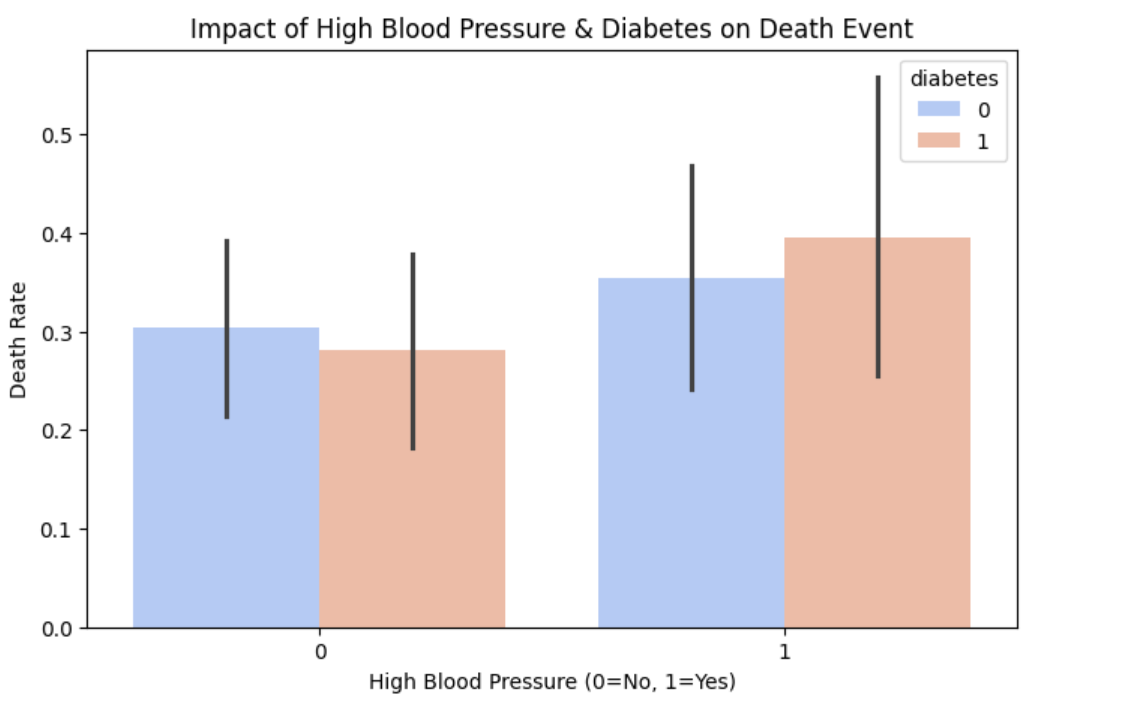 Impact of High Blood Pressure & Diabetes on Death Event
diabetes
0
1
Death Rate
0.5
0.4
0.3
0.2
0.1
0.0
0
1
High Blood Pressure (0=No, 1=Yes)